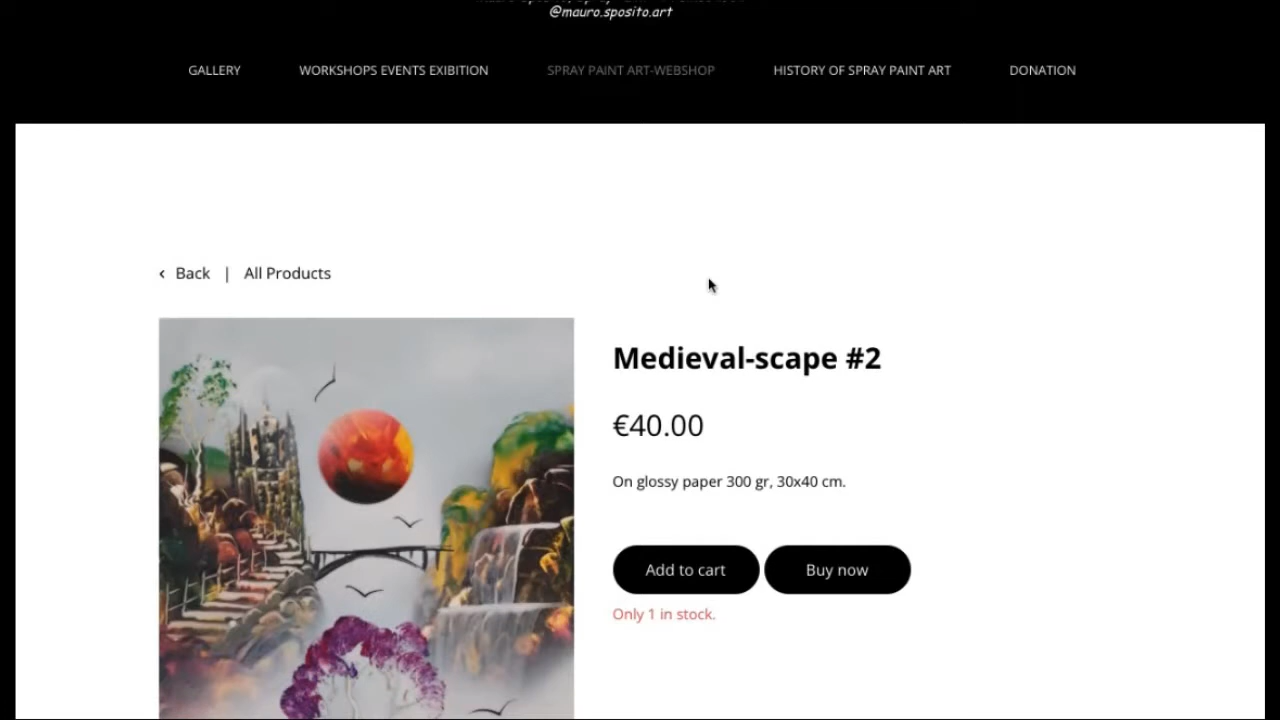 @mauro.sposito.art
GALLERY
WORKSHOPS EVENTS EXIBITION
SPRAY PAINT ART-WEBSHOP
HISTORY OF SPRAY PAINT ART
DONATION
‹ Back | All Products
Medieval-scape #2
€40.00
On glossy paper 300 gr, 30x40 cm.
Add to cart
Buy now
Only 1 in stock.